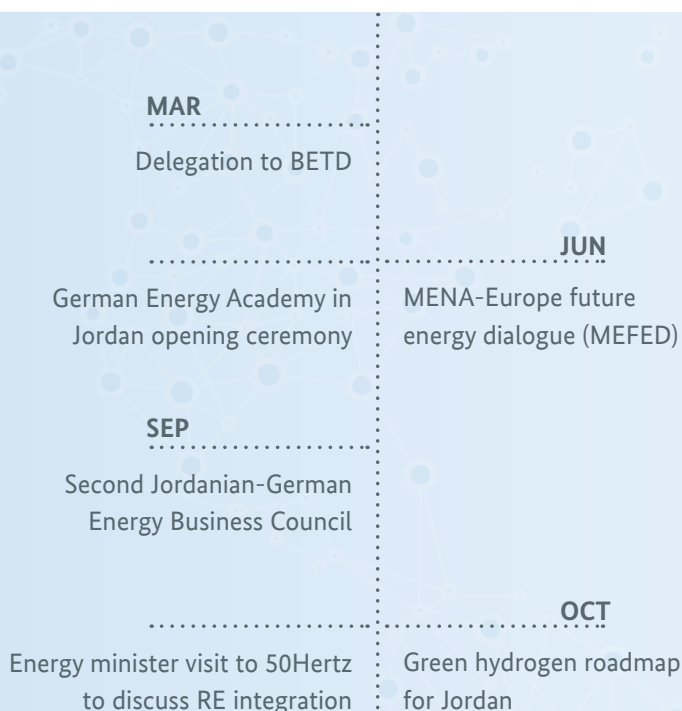 MAR
Delegation to BETD
JUN
German Energy Academy in
Jordan opening ceremony
MENA-Europe future
energy dialogue (MEFED)
SEP
Second Jordanian-German
Energy Business Council
OCT
Energy minister visit to 50Hertz
to discuss RE integration
Green hydrogen roadmap
for Jordan